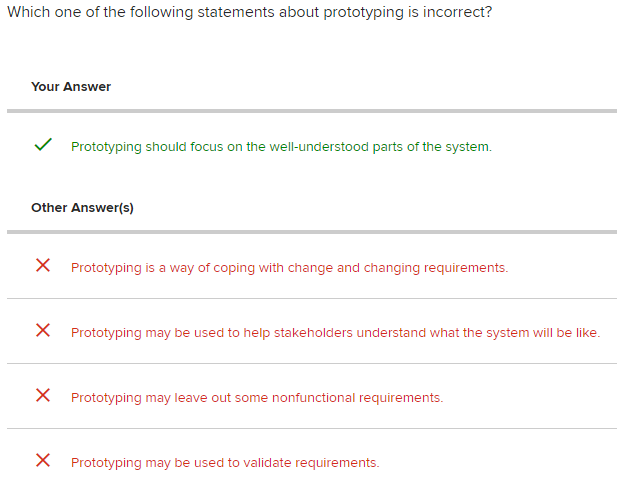 Which one of the following statements about prototyping is incorrect?
Your Answer
Prototyping should focus on the well-understood parts of the system.
Other Answer(s)
Prototyping is a way of coping with change and changing requirements.
Prototyping may be used to help stakeholders understand what the system will be like.
Prototyping may leave out some nonfunctional requirements.
Prototyping may be used to validate requirements.